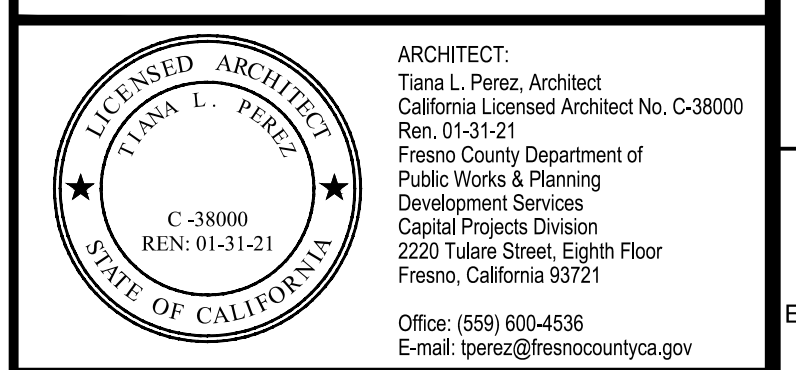 LICENSED ARCHITECT
TIANA L. PEREZ
C -38000
REN: 01-31-21
STATE OF CALIFORNIA
ARCHITECT:
Tiana L. Perez, Architect
California Licensed Architect No. C-38000
Ren. 01-31-21
Fresno County Department of
Public Works & Planning
Development Services
Capital Projects Division
2220 Tulare Street, Eighth Floor
Fresno, California 93721
Office: (559) 600-4536
E-mail: tperez@fresnocountyca.gov
E